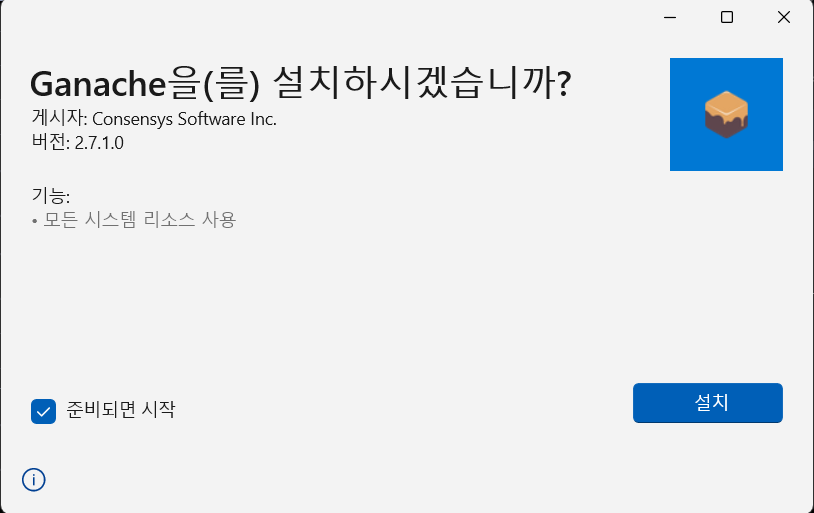 Ganache을(를) 설치하시겠습니까?
게시자: Consensys Software Inc.
버전: 2.7.1.0
기능:
• 모든 시스템 리소스 사용
준비되면 시작
설치